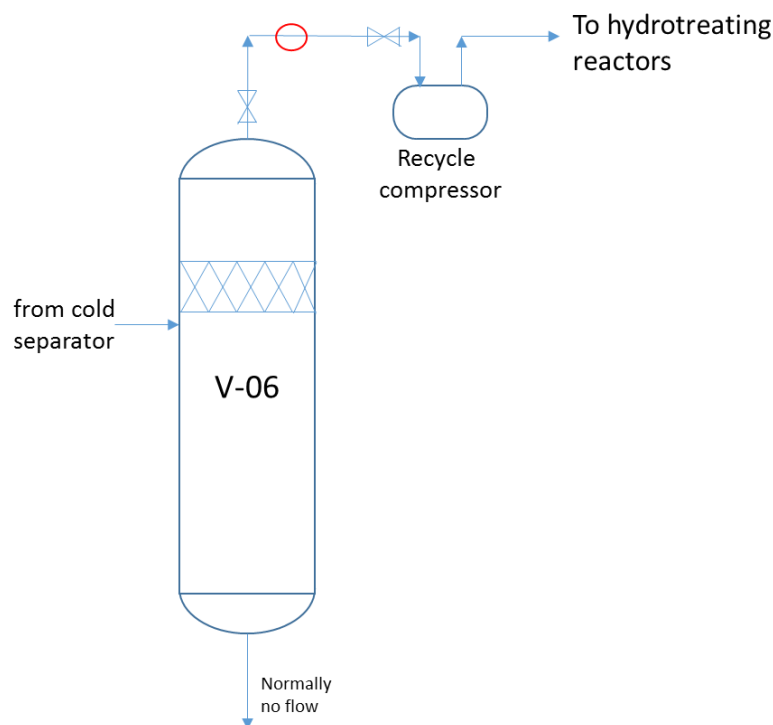 To hydrotreating
reactors
Recycle
compressor
from cold
separator
V-06
Normally
no flow